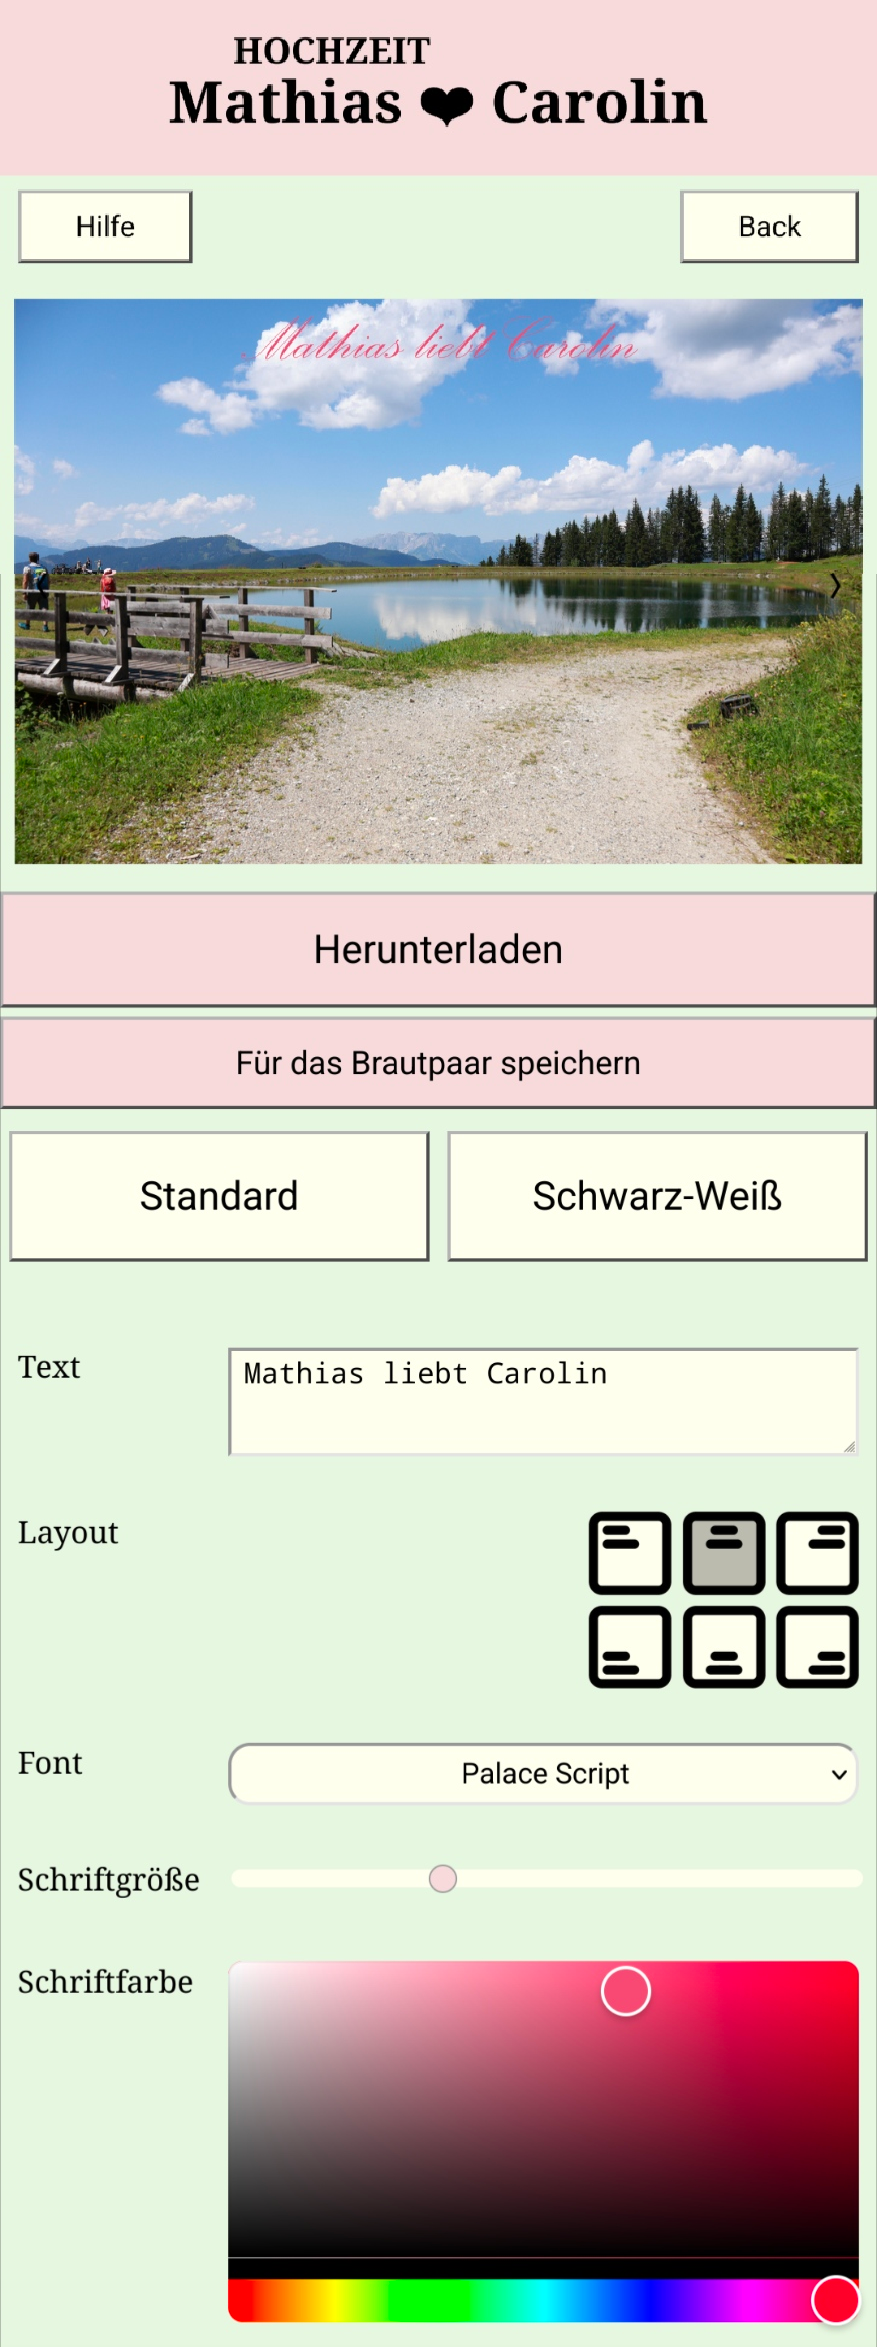 HOCHZEIT
Mathias ❤ Carolin
Hilfe
Back
Mathias liebt Carolin
Herunterladen
Für das Brautpaar speichern
Standard
Schwarz-Weiß
Text
Mathias liebt Carolin
Layout
Font
Palace Script
Schriftgröße
Schriftfarbe